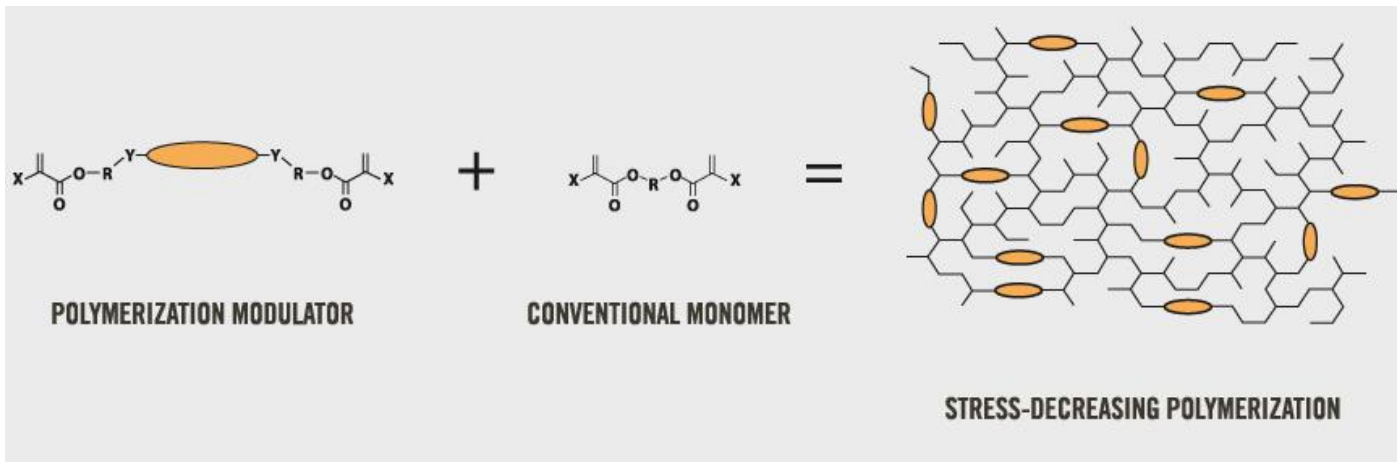 X O O R Y Y R O O X
+
X O O R O O X
=
POLYMERIZATION MODULATOR
CONVENTIONAL MONOMER
STRESS-DECREASING POLYMERIZATION